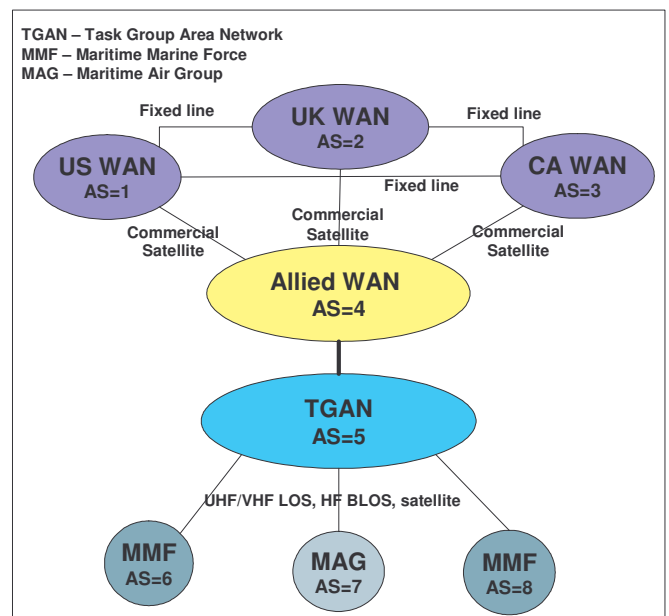 TGAN – Task Group Area Network
MMF – Maritime Marine Force
MAG – Maritime Air Group
Fixed line
UK WAN
AS=2
Fixed line
US WAN
AS=1
CA WAN
AS=3
Fixed line
Commercial
Satellite
Commercial
Satellite
Commercial
Satellite
Allied WAN
AS=4
TGAN
AS=5
UHF/VHF LOS, HF BLOS, satellite
MMF
AS=6
MAG
AS=7
MMF
AS=8